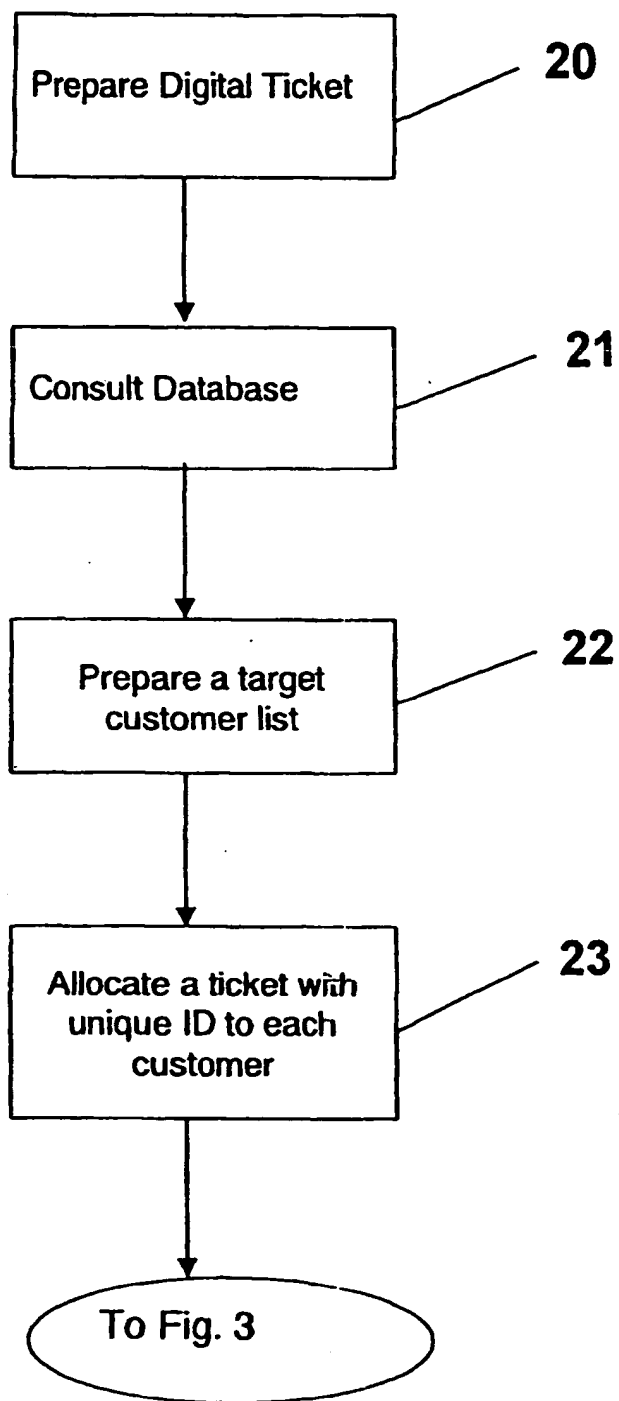 Prepare Digital Ticket
20
Consult Database
21
Prepare a target
customer list
22
Allocate a ticket with
unique ID to each
customer
23
To Fig. 3